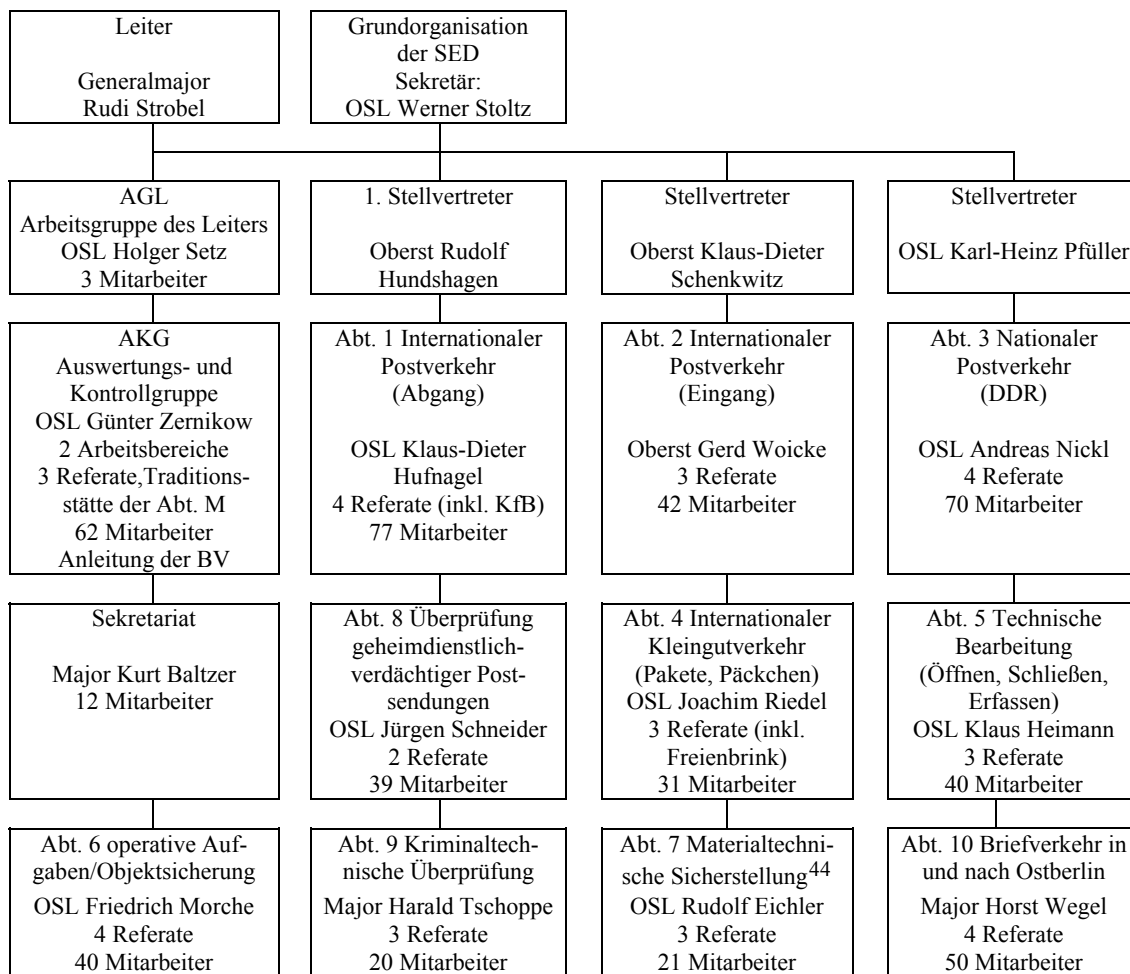 Leiter
Generalmajor
Rudi Strobel
Grundorganisation
der SED
Sekretär:
OSL Werner Stoltz
AGL
Arbeitsgruppe des Leiters
OSL Holger Setz
3 Mitarbeiter
1. Stellvertreter
Oberst Rudolf
Hundshagen
Stellvertreter
Oberst Klaus-Dieter
Schenkwitz
Stellvertreter
OSL Karl-Heinz Pfüller
AKG
Auswertungs- und
Kontrollgruppe
OSL Günter Zernikow
2 Arbeitsbereiche
3 Referate,Traditions-
stätte der Abt. M
62 Mitarbeiter
Anleitung der BV
Abt. 1 Internationaler
Postverkehr
(Abgang)
OSL Klaus-Dieter
Hufnagel
4 Referate (inkl. KfB)
77 Mitarbeiter
Abt. 2 Internationaler
Postverkehr
(Eingang)
Oberst Gerd Woicke
3 Referate
42 Mitarbeiter
Abt. 3 Nationaler
Postverkehr
(DDR)
OSL Andreas Nickl
4 Referate
70 Mitarbeiter
Sekretariat
Major Kurt Baltzer
12 Mitarbeiter
Abt. 8 Überprüfung
geheimdienstlich-
verdächtiger Post-
sendungen
OSL Jürgen Schneider
2 Referate
39 Mitarbeiter
Abt. 4 Internationaler
Kleingutverkehr
(Pakete, Päckchen)
OSL Joachim Riedel
3 Referate (inkl.
Freienbrink)
31 Mitarbeiter
Abt. 5 Technische
Bearbeitung
(Öffnen, Schließen,
Erfassen)
OSL Klaus Heimann
3 Referate
40 Mitarbeiter
Abt. 6 operative Auf-
gaben/Objektsicherung
OSL Friedrich Morche
4 Referate
40 Mitarbeiter
Abt. 9 Kriminaltech-
nische Überprüfung
Major Harald Tschoppe
3 Referate
20 Mitarbeiter
Abt. 7 Materialtechni-
sche Sicherstellung44
OSL Rudolf Eichler
3 Referate
21 Mitarbeiter
Abt. 10 Briefverkehr in
und nach Ostberlin
Major Horst Wegel
4 Referate
50 Mitarbeiter